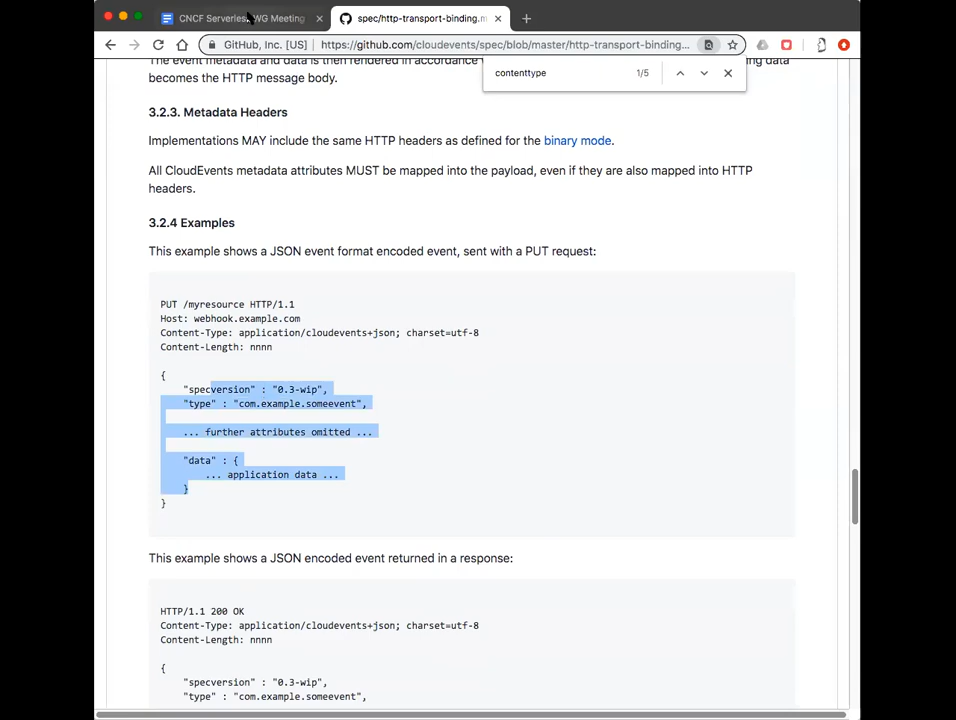 CNCF Serverless WG Meeting
spec/http-transport-binding.m
GitHub, Inc. [US]
https://github.com/cloudevents/spec/blob/master/http-transport-binding...
contenttype
1/5
The event metadata and data is then rendered in accordance
ing data
becomes the HTTP message body.
3.2.3. Metadata Headers
Implementations MAY include the same HTTP headers as defined for the binary mode.
All CloudEvents metadata attributes MUST be mapped into the payload, even if they are also mapped into HTTP
headers.
3.2.4 Examples
This example shows a JSON event format encoded event, sent with a PUT request:
PUT /myresource HTTP/1.1
Host: webhook.example.com
Content-Type: application/cloudevents+json; charset=utf-8
Content-Length: nnnn
{
"specversion" : "0.3-wip",
"type" : "com.example.someevent",
... further attributes omitted ...
"data" : {
... application data ...
}
}
This example shows a JSON encoded event returned in a response:
HTTP/1.1 200 OK
Content-Type: application/cloudevents+json; charset=utf-8
Content-Length: nnnn
{
"specversion" : "0.3-wip",
"type" : "com.example.someevent",